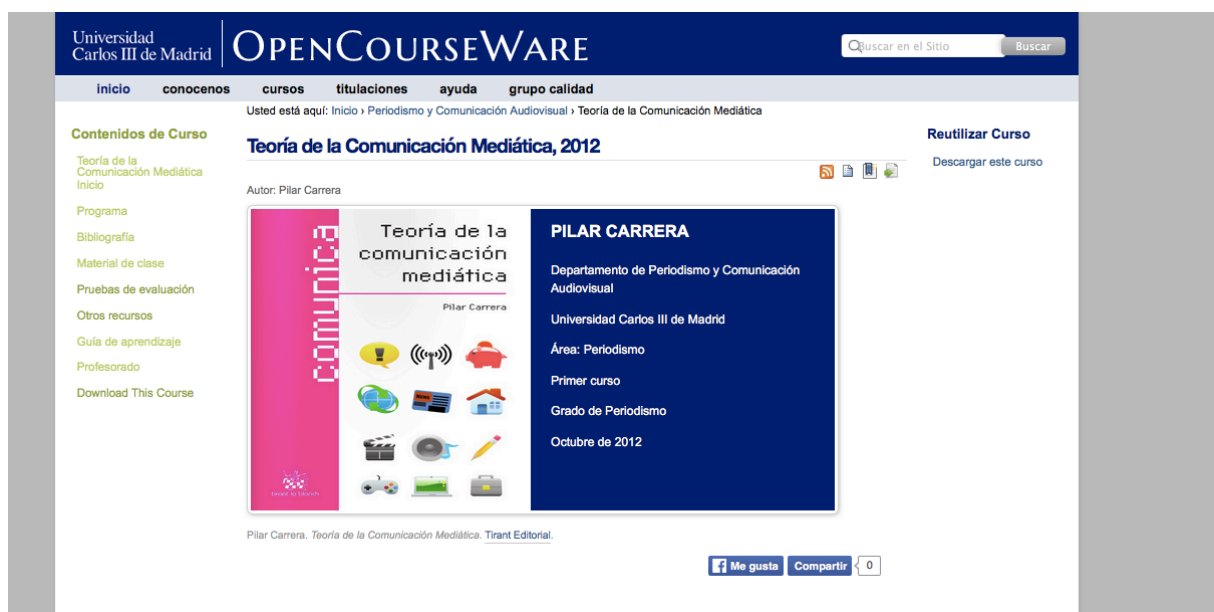 Universidad
Carlos III de Madrid
OPENCOURSEWARE
Buscar en el Sitio
Buscar
inicio conocenos cursos titulaciones ayuda grupo calidad
Usted está aquí: Inicio › Periodismo y Comunicación Audiovisual › Teoría de la Comunicación Mediática
Contenidos de Curso
Teoría de la
Comunicación Mediática
Inicio
Programa
Bibliografía
Material de clase
Pruebas de evaluación
Otros recursos
Guía de aprendizaje
Profesorado
Download This Course
Teoría de la Comunicación Mediática, 2012
Autor: Pilar Carrera
comunica
Teoría de la
comunicación
mediática
Pilar Carrera
tirant lo blanch
PILAR CARRERA
Departamento de Periodismo y Comunicación
Audiovisual
Universidad Carlos III de Madrid
Área: Periodismo
Primer curso
Grado de Periodismo
Octubre de 2012
Pilar Carrera. Teoría de la Comunicación Mediática. Tirant Editorial.
Me gusta Compartir 0
Reutilizar Curso
Descargar este curso